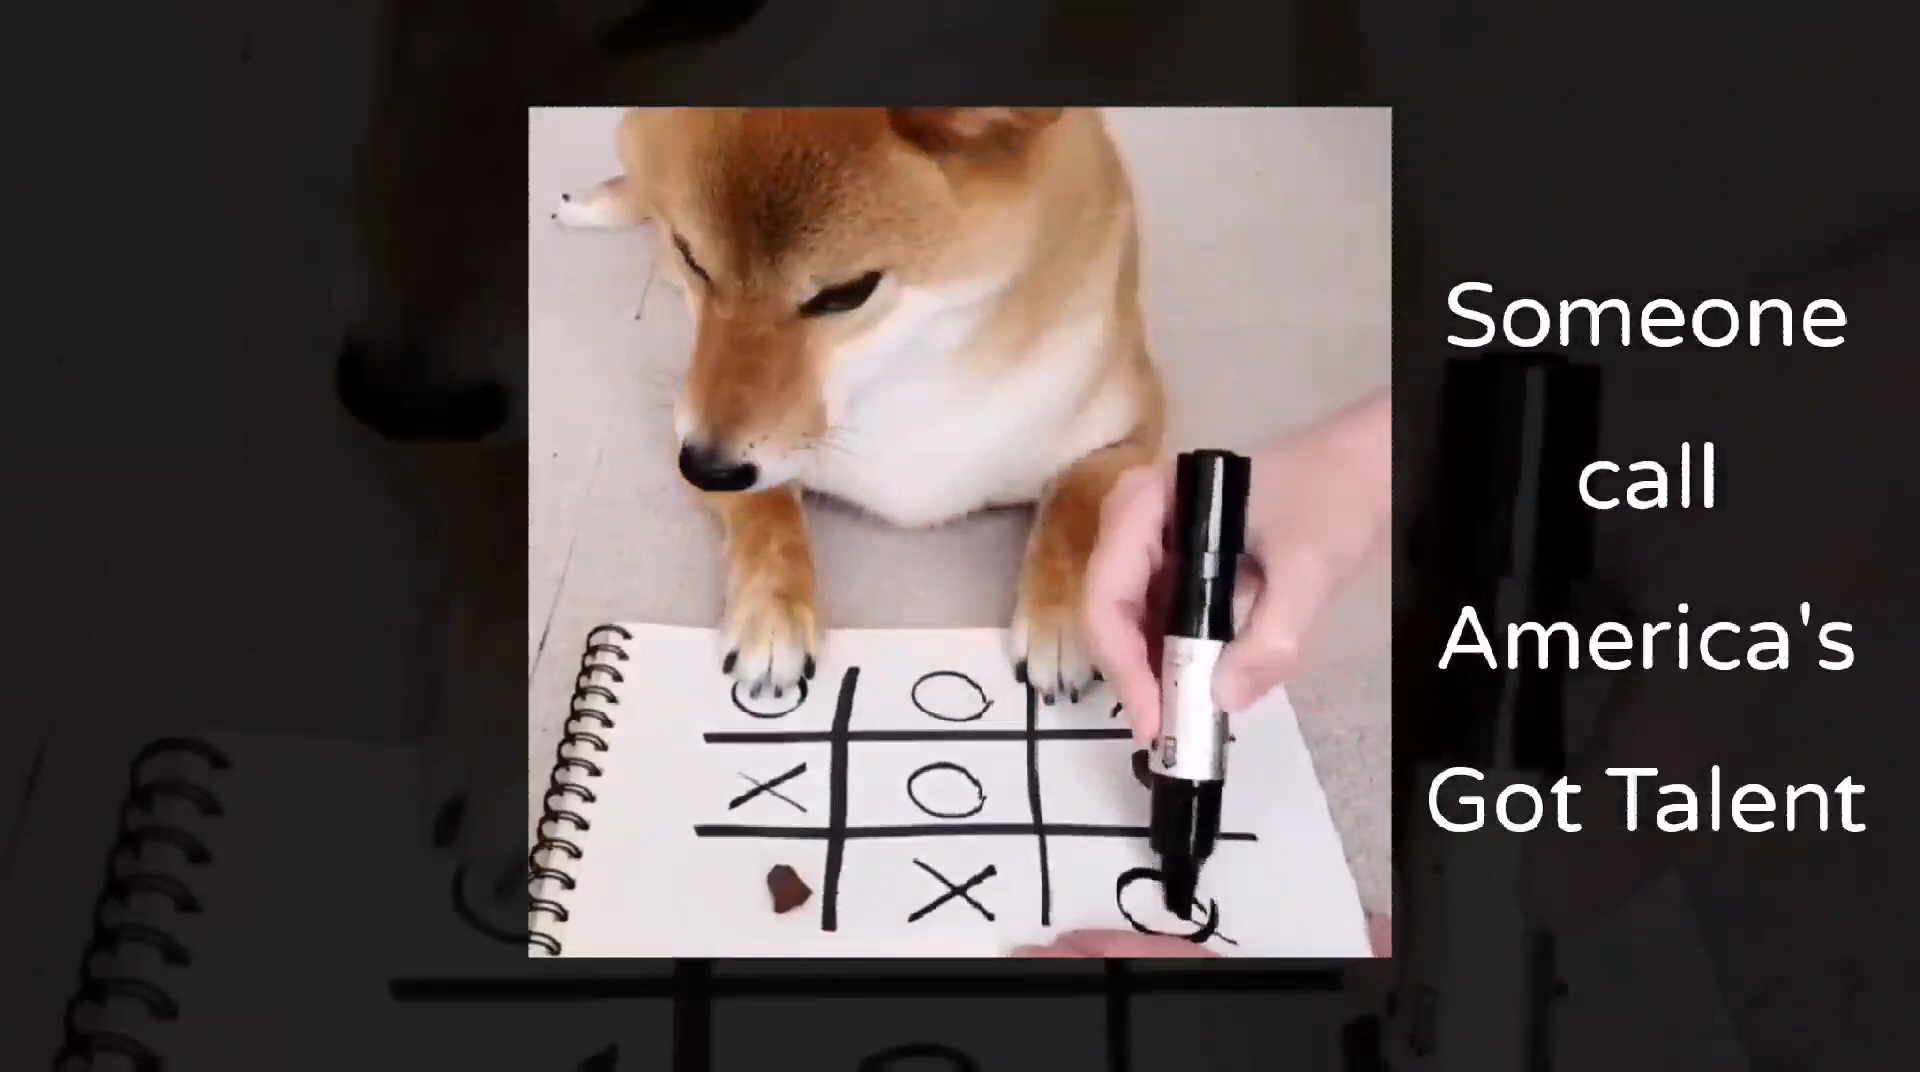 Someone
call
America's
Got Talent
O
X O
X O